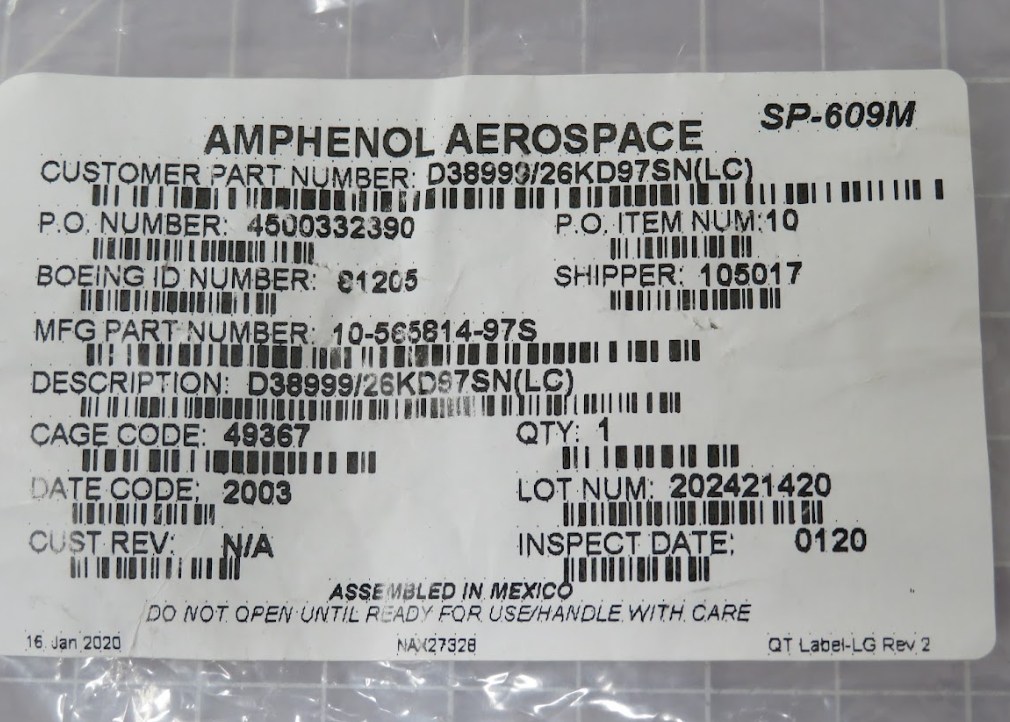 SP-609M
AMPHENOL AEROSPACE
CUSTOMER PART NUMBER: D38999/26KD97SN(LC)
P.O. NUMBER: 4500332390 P.O. ITEM NUM:10
BOEING ID NUMBER: 81205 SHIPPER: 105017
MFG PART NUMBER: 10-565814-97S
DESCRIPTION: D38999/26KD97SN(LC)
CAGE CODE: 49367 QTY: 1
DATE CODE: 2003 LOT NUM: 202421420
CUST REV: N/A INSPECT DATE: 0120
ASSEMBLED IN MEXICO
DO NOT OPEN UNTIL READY FOR USE/HANDLE WITH CARE
16 Jan 2020 NAX27328 QT Label-LG Rev 2